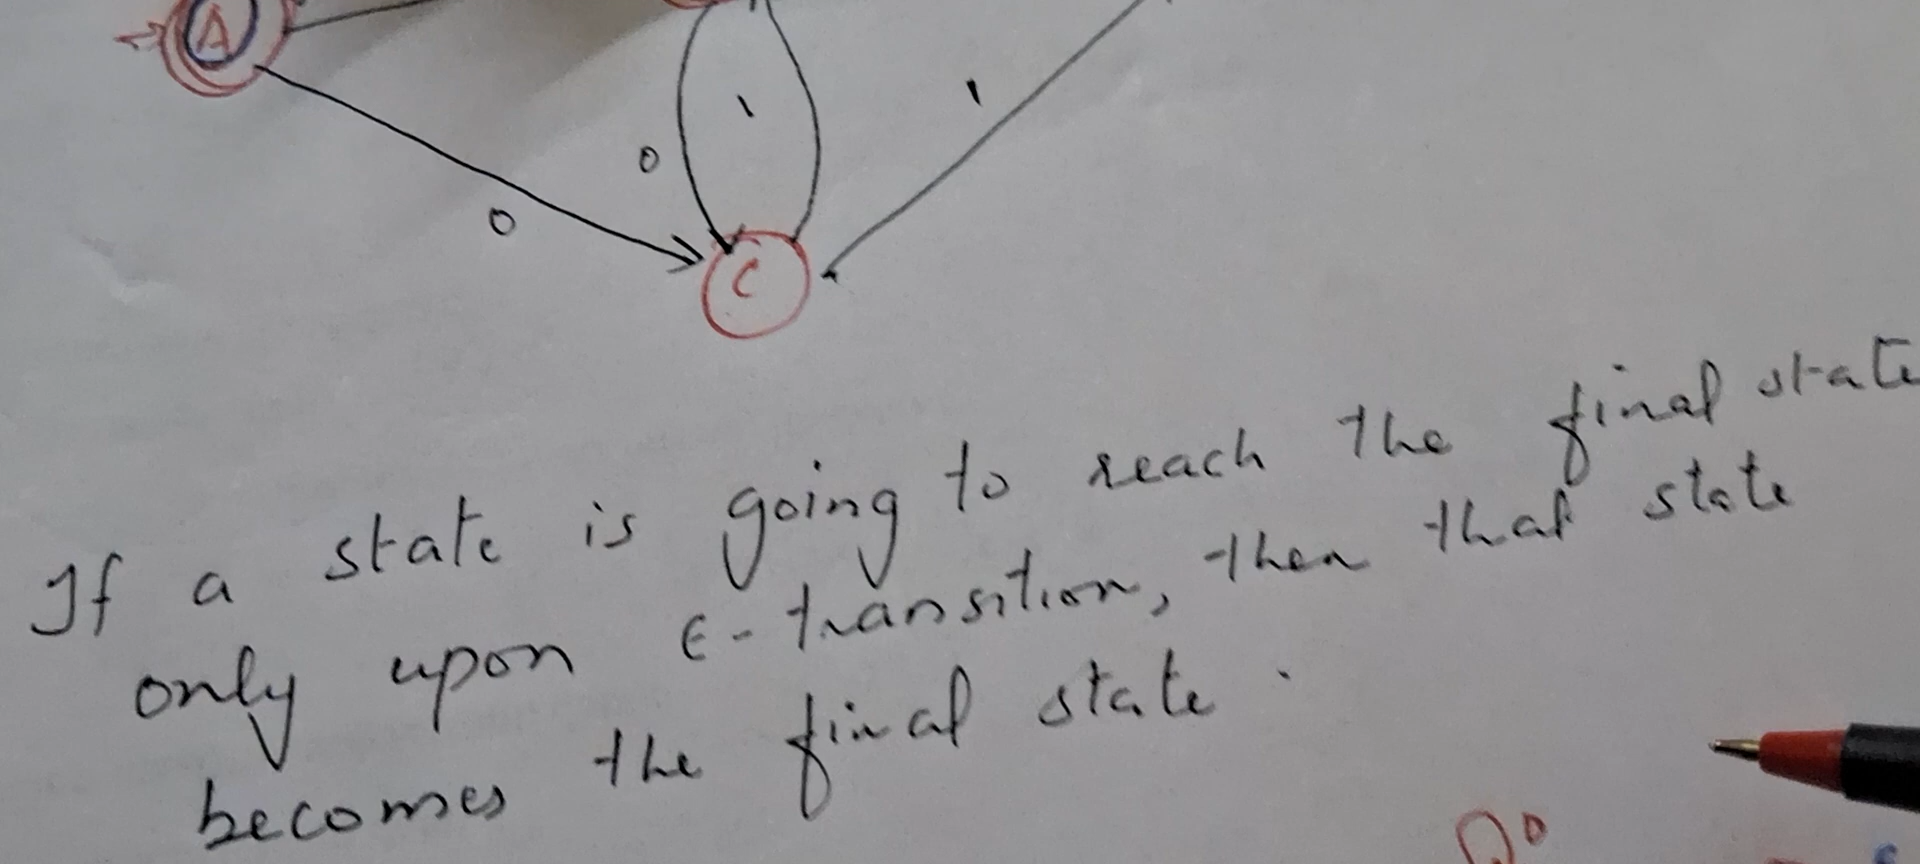 A
1
1
0
0
C
If a state is going to reach the final state
only upon ε-transition, then that state
becomes the final state.